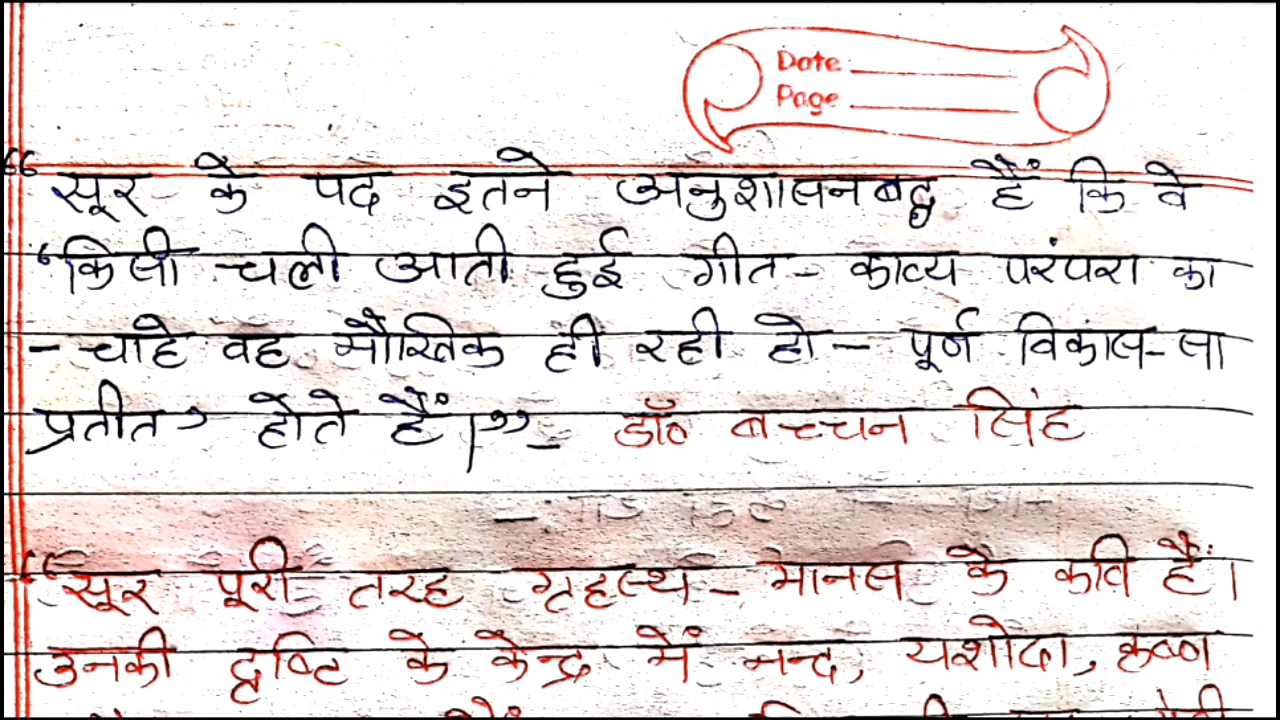 Date
Page
“सूर के पद इतने अनुशासनबद्ध हैं कि वे
‘किसी चली आती हुई गीत-काव्य परंपरा का
- चाहे वह मौखिक ही रही हो - पूर्ण विकास-सा
प्रतीत’ होते हैं।” - डॉ० बच्चन सिंह
“सूर पूरी तरह गृहस्थ-मानस के कवि हैं।
उनकी दृष्टि के केन्द्र में नन्द, यशोदा, कृष्ण